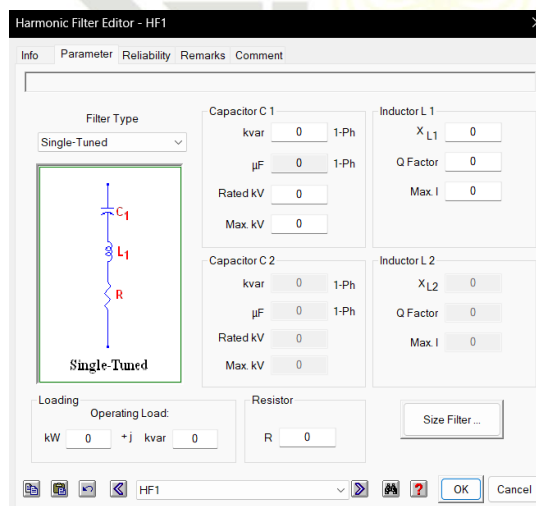 Harmonic Filter Editor - HF1
Info Parameter Reliability Remarks Comment
Filter Type
Single-Tuned
C1
L1
R
Single-Tuned
Capacitor C 1
kvar 0 1-Ph
µF 0 1-Ph
Rated kV 0
Max. kV 0
Inductor L 1
XL1 0
Q Factor 0
Max. I 0
Capacitor C 2
kvar 0 1-Ph
µF 0 1-Ph
Rated kV 0
Max. kV 0
Inductor L 2
XL2 0
Q Factor 0
Max. I 0
Loading
Operating Load:
kW 0 +j kvar 0
Resistor
R 0
Size Filter ...
HF1
?
OK Cancel